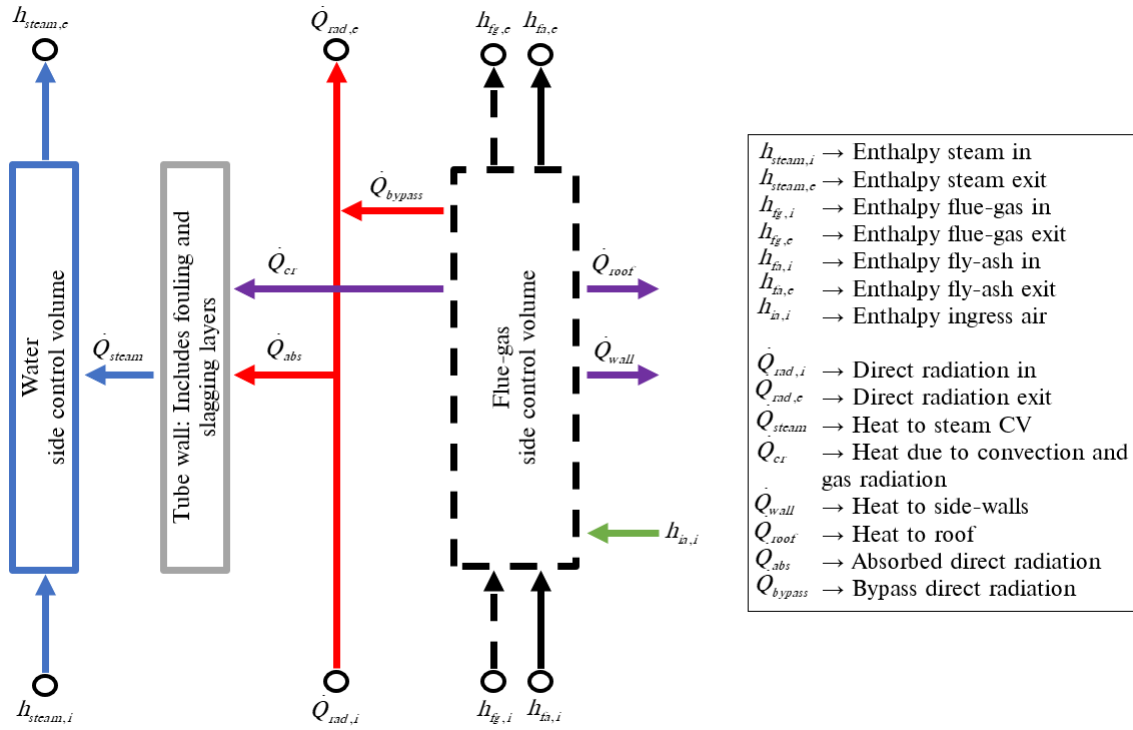 h_steam,e
Q̇_rad,e
h_fg,e
h_fa,e
Q̇_bypass
Q̇_cr
Q̇_roof
Q̇_steam
Q̇_abs
Q̇_wall
Water
side control volume
Tube wall: Includes fouling and
slagging layers
Flue-gas
side control volume
h_ia,i
h_steam,i
Q̇_rad,i
h_fg,i
h_fa,i
h_steam,i → Enthalpy steam in
h_steam,e → Enthalpy steam exit
h_fg,i → Enthalpy flue-gas in
h_fg,e → Enthalpy flue-gas exit
h_fa,i → Enthalpy fly-ash in
h_fa,e → Enthalpy fly-ash exit
h_ia,i → Enthalpy ingress air
Q̇_rad,i → Direct radiation in
Q̇_rad,e → Direct radiation exit
Q̇_steam → Heat to steam CV
Q̇_cr → Heat due to convection and
gas radiation
Q̇_wall → Heat to side-walls
Q̇_roof → Heat to roof
Q̇_abs → Absorbed direct radiation
Q̇_bypass → Bypass direct radiation